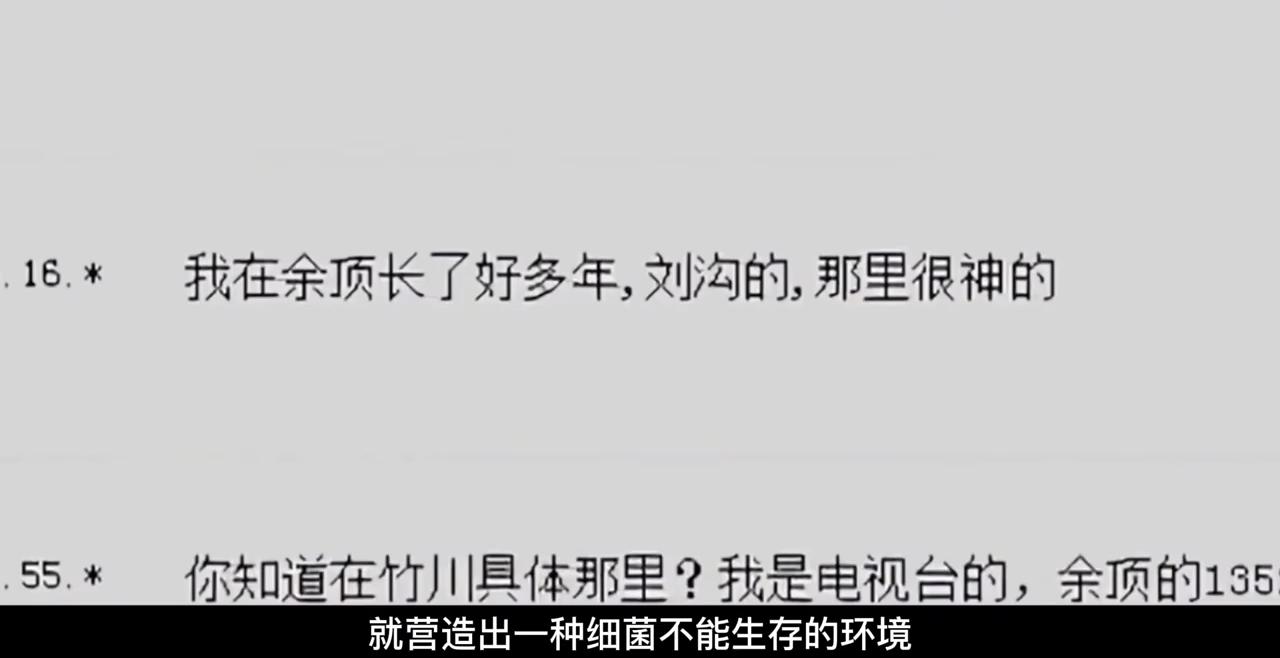 .16.* 我在余顶长了好多年,刘沟的,那里很神的
.55.* 你知道在竹川具体那里？我是电视台的，余顶的135
就营造出一种细菌不能生存的环境